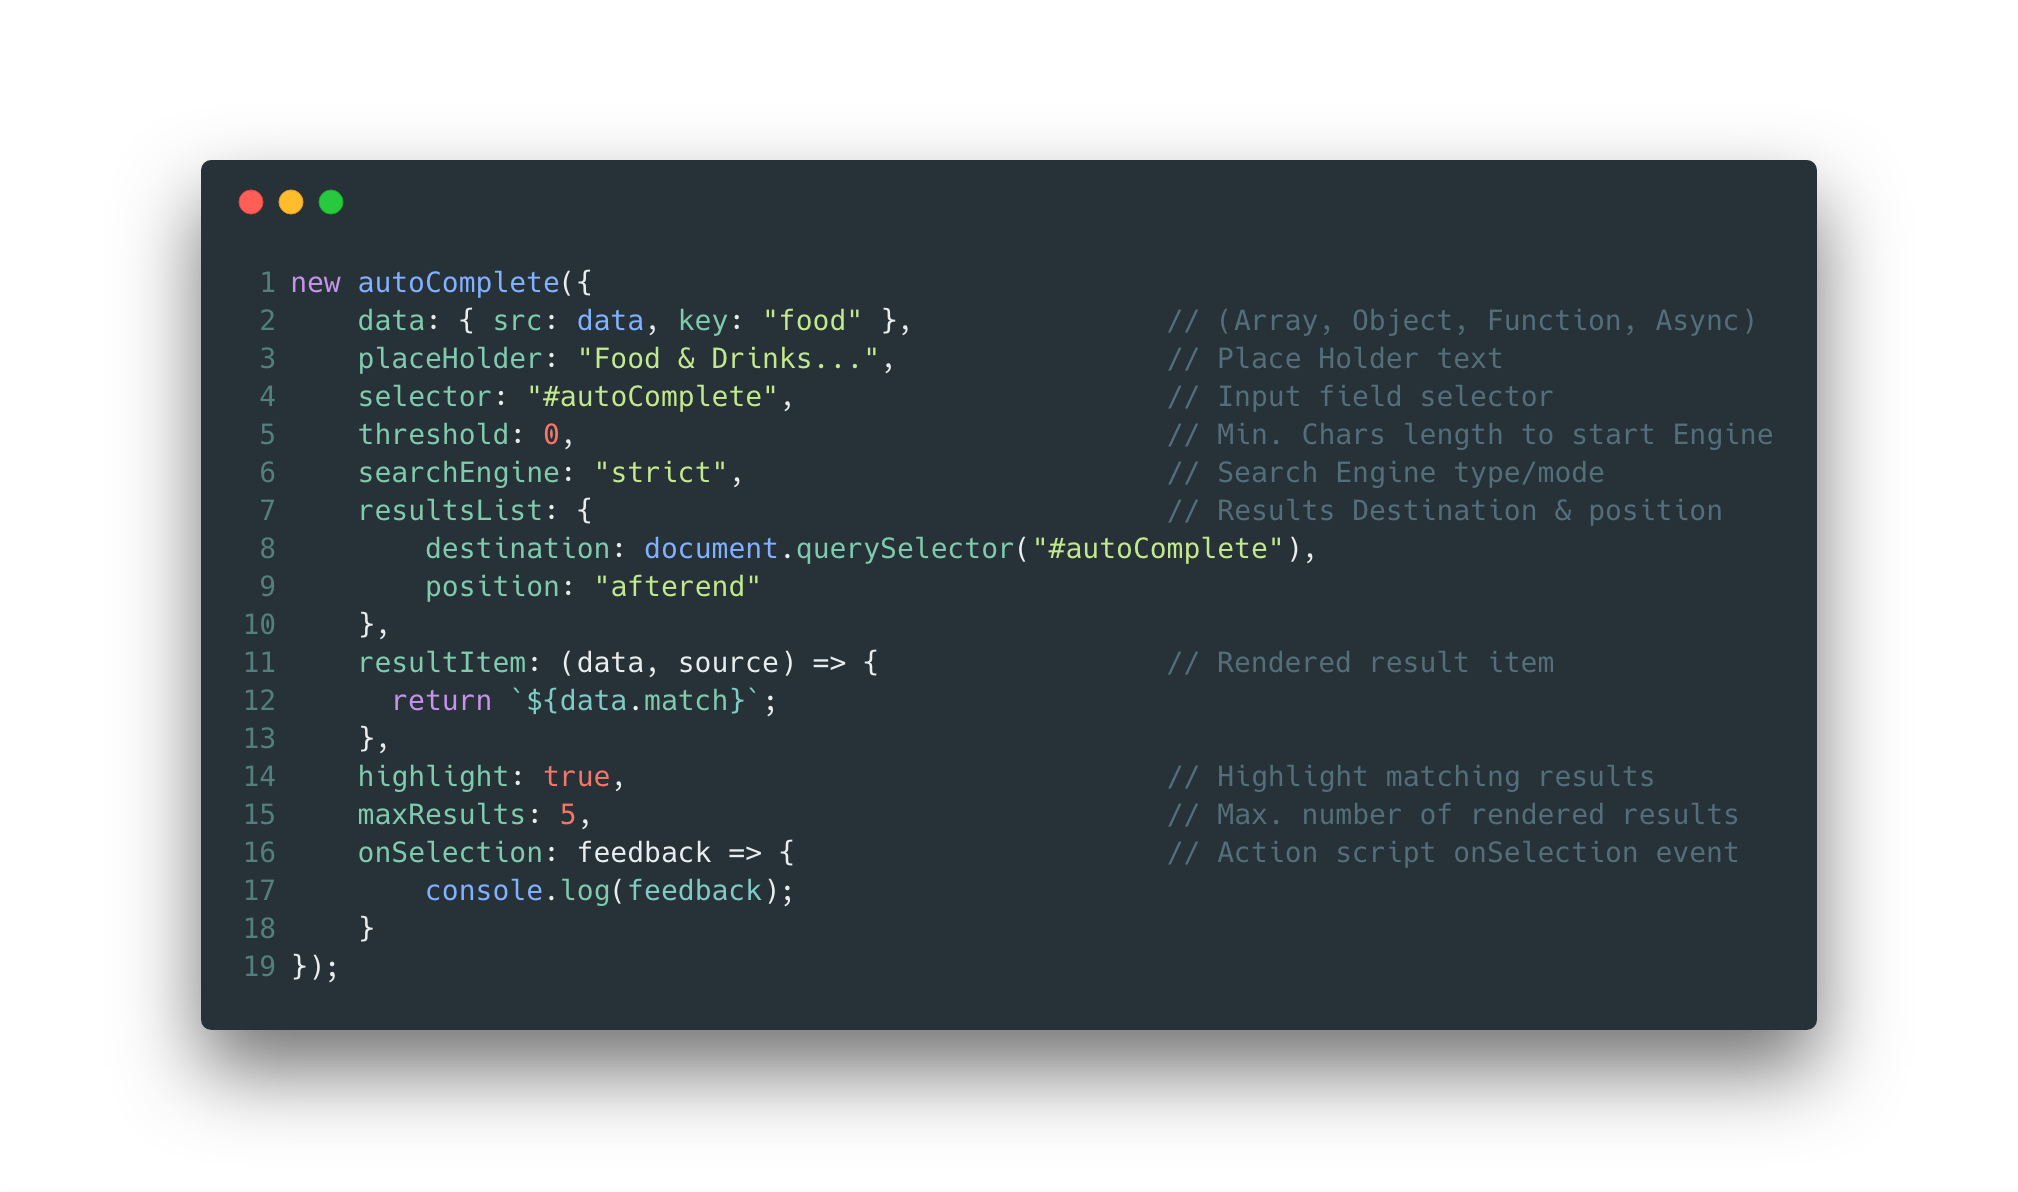 1 new autoComplete({
2     data: { src: data, key: "food" },               // (Array, Object, Function, Async)
3     placeHolder: "Food & Drinks...",                // Place Holder text
4     selector: "#autoComplete",                      // Input field selector
5     threshold: 0,                                   // Min. Chars length to start Engine
6     searchEngine: "strict",                         // Search Engine type/mode
7     resultsList: {                                  // Results Destination & position
8         destination: document.querySelector("#autoComplete"),
9         position: "afterend"
10     },
11     resultItem: (data, source) => {                 // Rendered result item
12       return `${data.match}`;
13     },
14     highlight: true,                                // Highlight matching results
15     maxResults: 5,                                  // Max. number of rendered results
16     onSelection: feedback => {                      // Action script onSelection event
17         console.log(feedback);
18     }
19 });